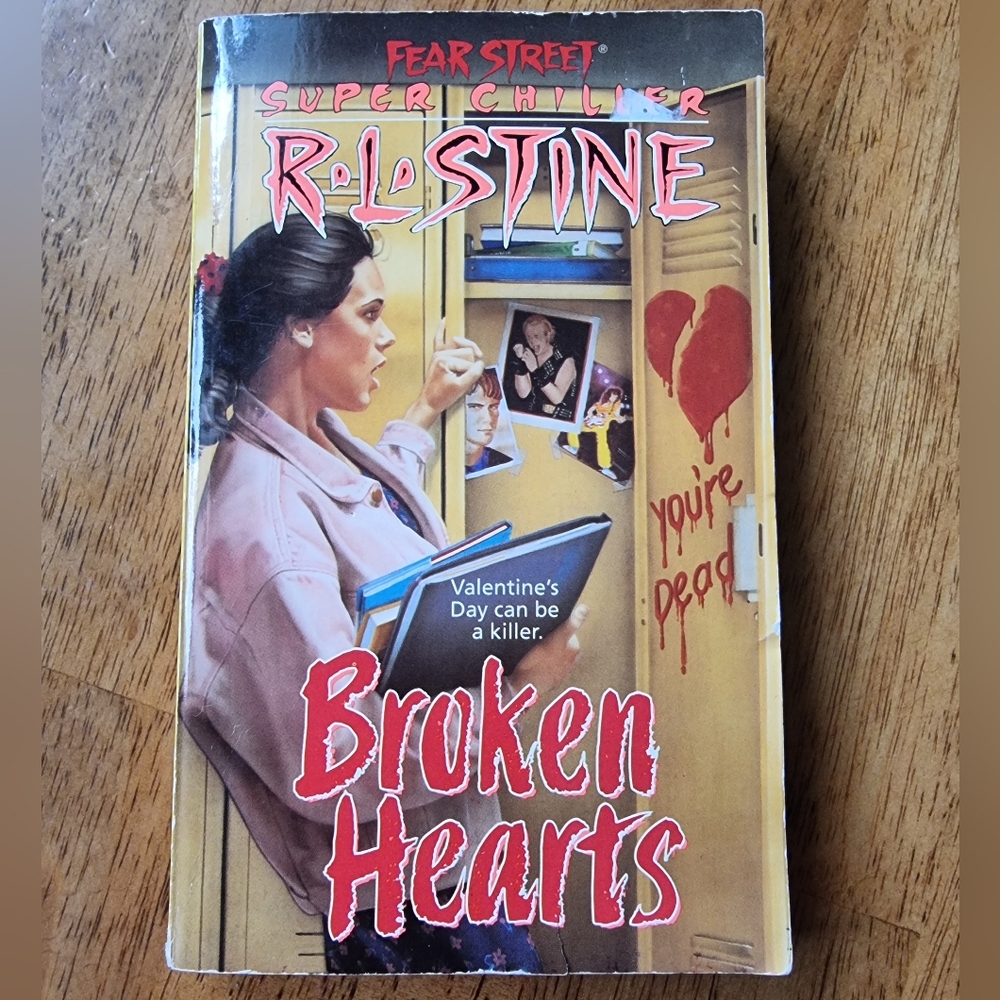 FEAR STREET®
SUPER CHILLER
R.L. STINE
you're
Dead
Valentine's
Day can be
a killer.
Broken
Hearts